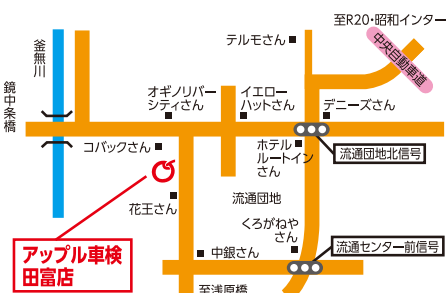 至R20・昭和インター
中央自動車道
テルモさん
釜無川
鏡中条橋
オギノリバー
シティさん
イエロー
ハットさん
デニーズさん
コバックさん
ホテル
ルートイン
さん
流通団地北信号
花王さん
流通団地
くろがねや
さん
流通センター前信号
アップル車検
田富店
中銀さん
至浅原橋